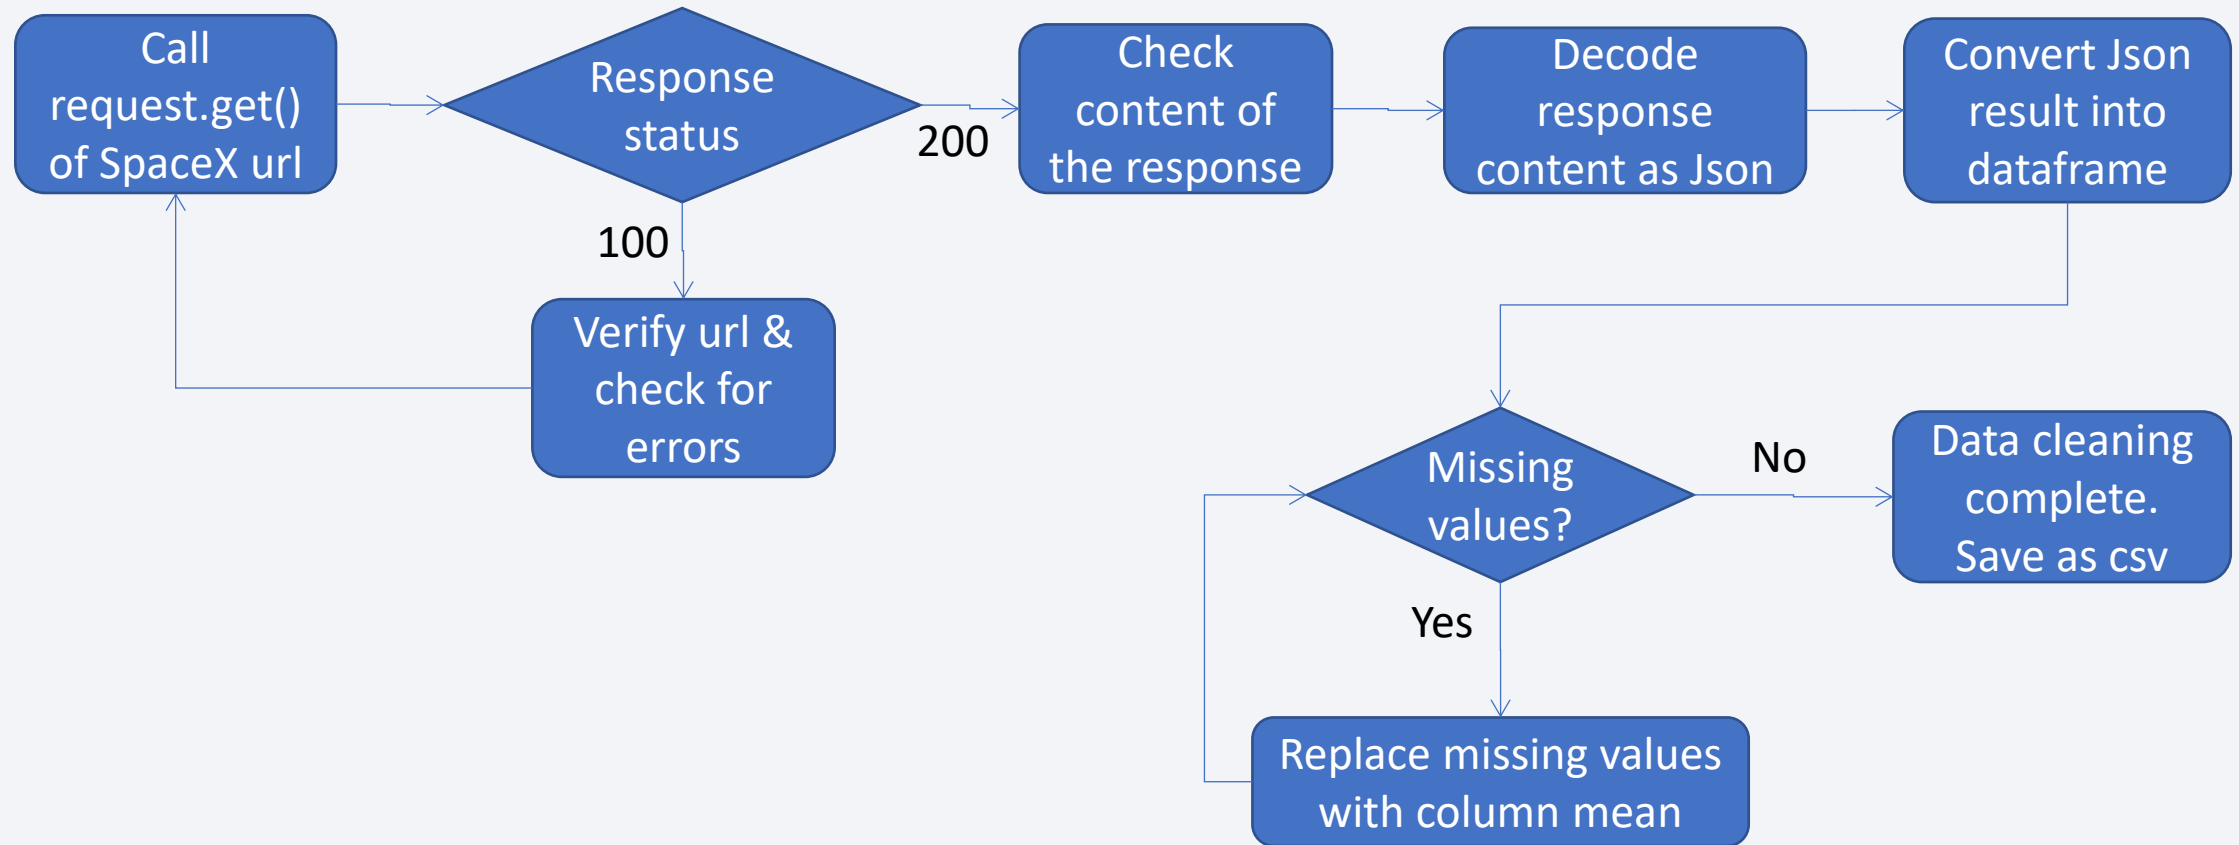 Call
request.get()
of SpaceX url
Response
status
200
Check
content of
the response
Decode
response
content as Json
Convert Json
result into
dataframe
100
Verify url &
check for
errors
Missing
values?
No
Data cleaning
complete.
Save as csv
Yes
Replace missing values
with column mean